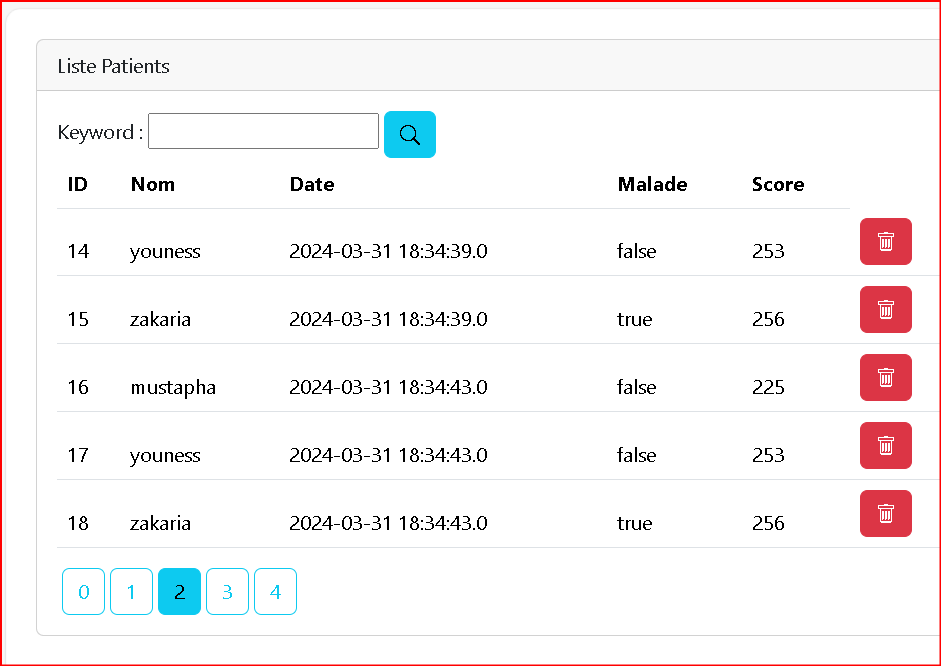 Liste Patients
Keyword :
ID Nom Date Malade Score
14 youness 2024-03-31 18:34:39.0 false 253
15 zakaria 2024-03-31 18:34:39.0 true 256
16 mustapha 2024-03-31 18:34:43.0 false 225
17 youness 2024-03-31 18:34:43.0 false 253
18 zakaria 2024-03-31 18:34:43.0 true 256
0 1 2 3 4